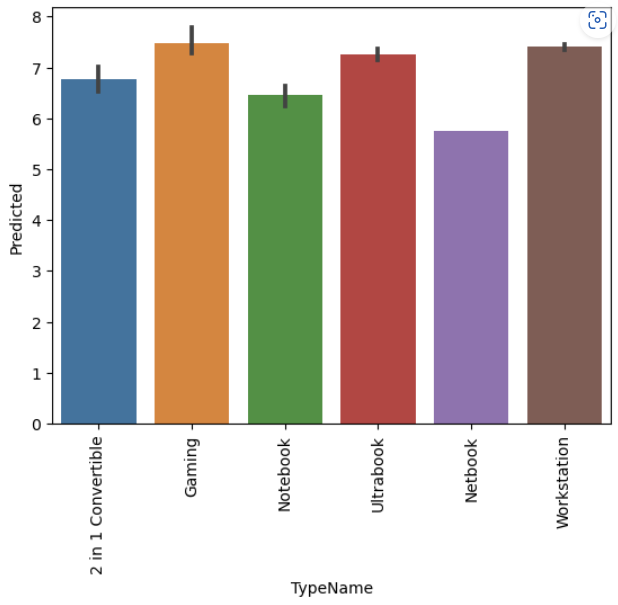 8
7
6
5
4
3
2
1
0
Predicted
2 in 1 Convertible
Gaming
Notebook
Ultrabook
Netbook
Workstation
TypeName